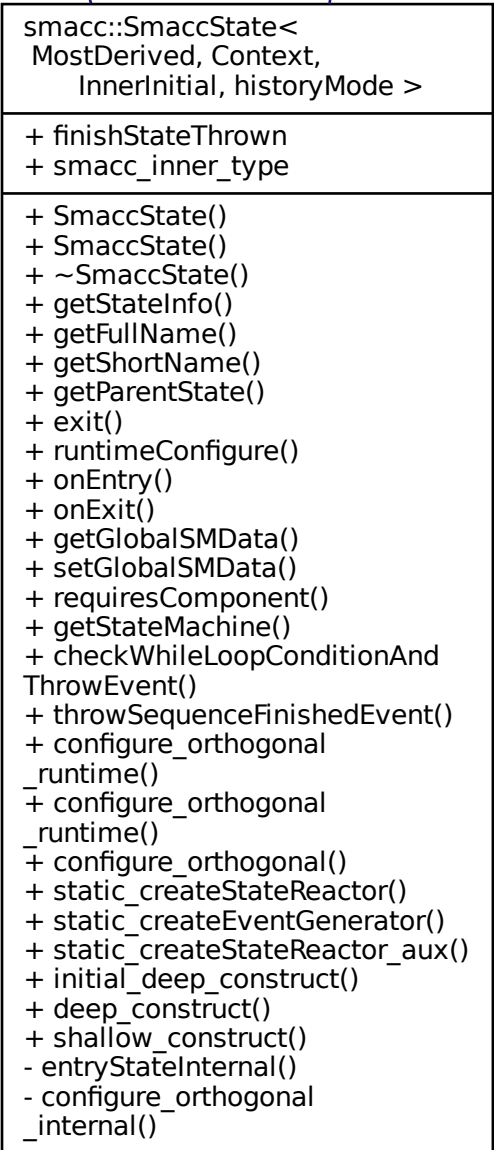 smacc::SmaccState<
MostDerived, Context,
InnerInitial, historyMode >
+ finishStateThrown
+ smacc_inner_type
+ SmaccState()
+ SmaccState()
+ ~SmaccState()
+ getStateInfo()
+ getFullName()
+ getShortName()
+ getParentState()
+ exit()
+ runtimeConfigure()
+ onEntry()
+ onExit()
+ getGlobalSMData()
+ setGlobalSMData()
+ requiresComponent()
+ getStateMachine()
+ checkWhileLoopConditionAnd
ThrowEvent()
+ throwSequenceFinishedEvent()
+ configure_orthogonal
_runtime()
+ configure_orthogonal
_runtime()
+ configure_orthogonal()
+ static_createStateReactor()
+ static_createEventGenerator()
+ static_createStateReactor_aux()
+ initial_deep_construct()
+ deep_construct()
+ shallow_construct()
- entryStateInternal()
- configure_orthogonal
_internal()